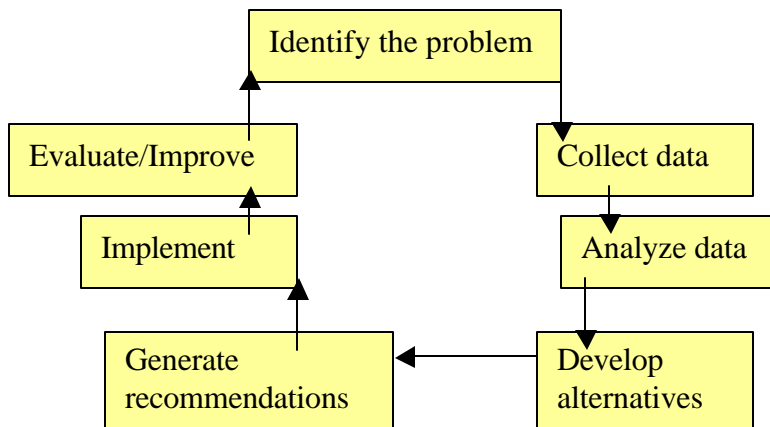 Identify the problem
Evaluate/Improve
Collect data
Implement
Analyze data
Generate
recommendations
Develop
alternatives